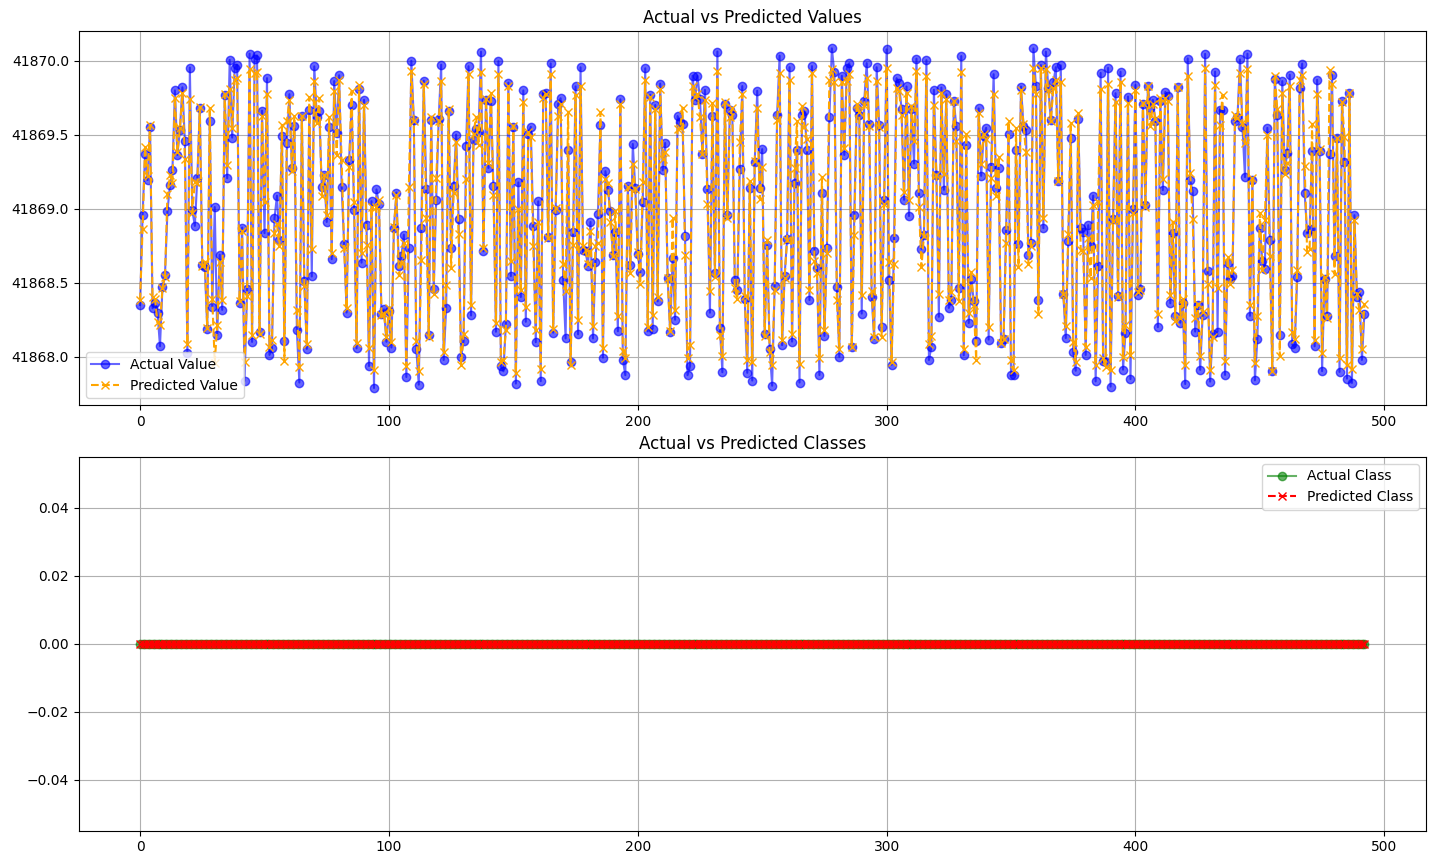 Actual vs Predicted Values
41870.0
41869.5
41869.0
41868.5
41868.0
Actual Value
Predicted Value
0 100 200 300 400 500
Actual vs Predicted Classes
Actual Class
Predicted Class
0.04
0.02
0.00
−0.02
−0.04
0 100 200 300 400 500